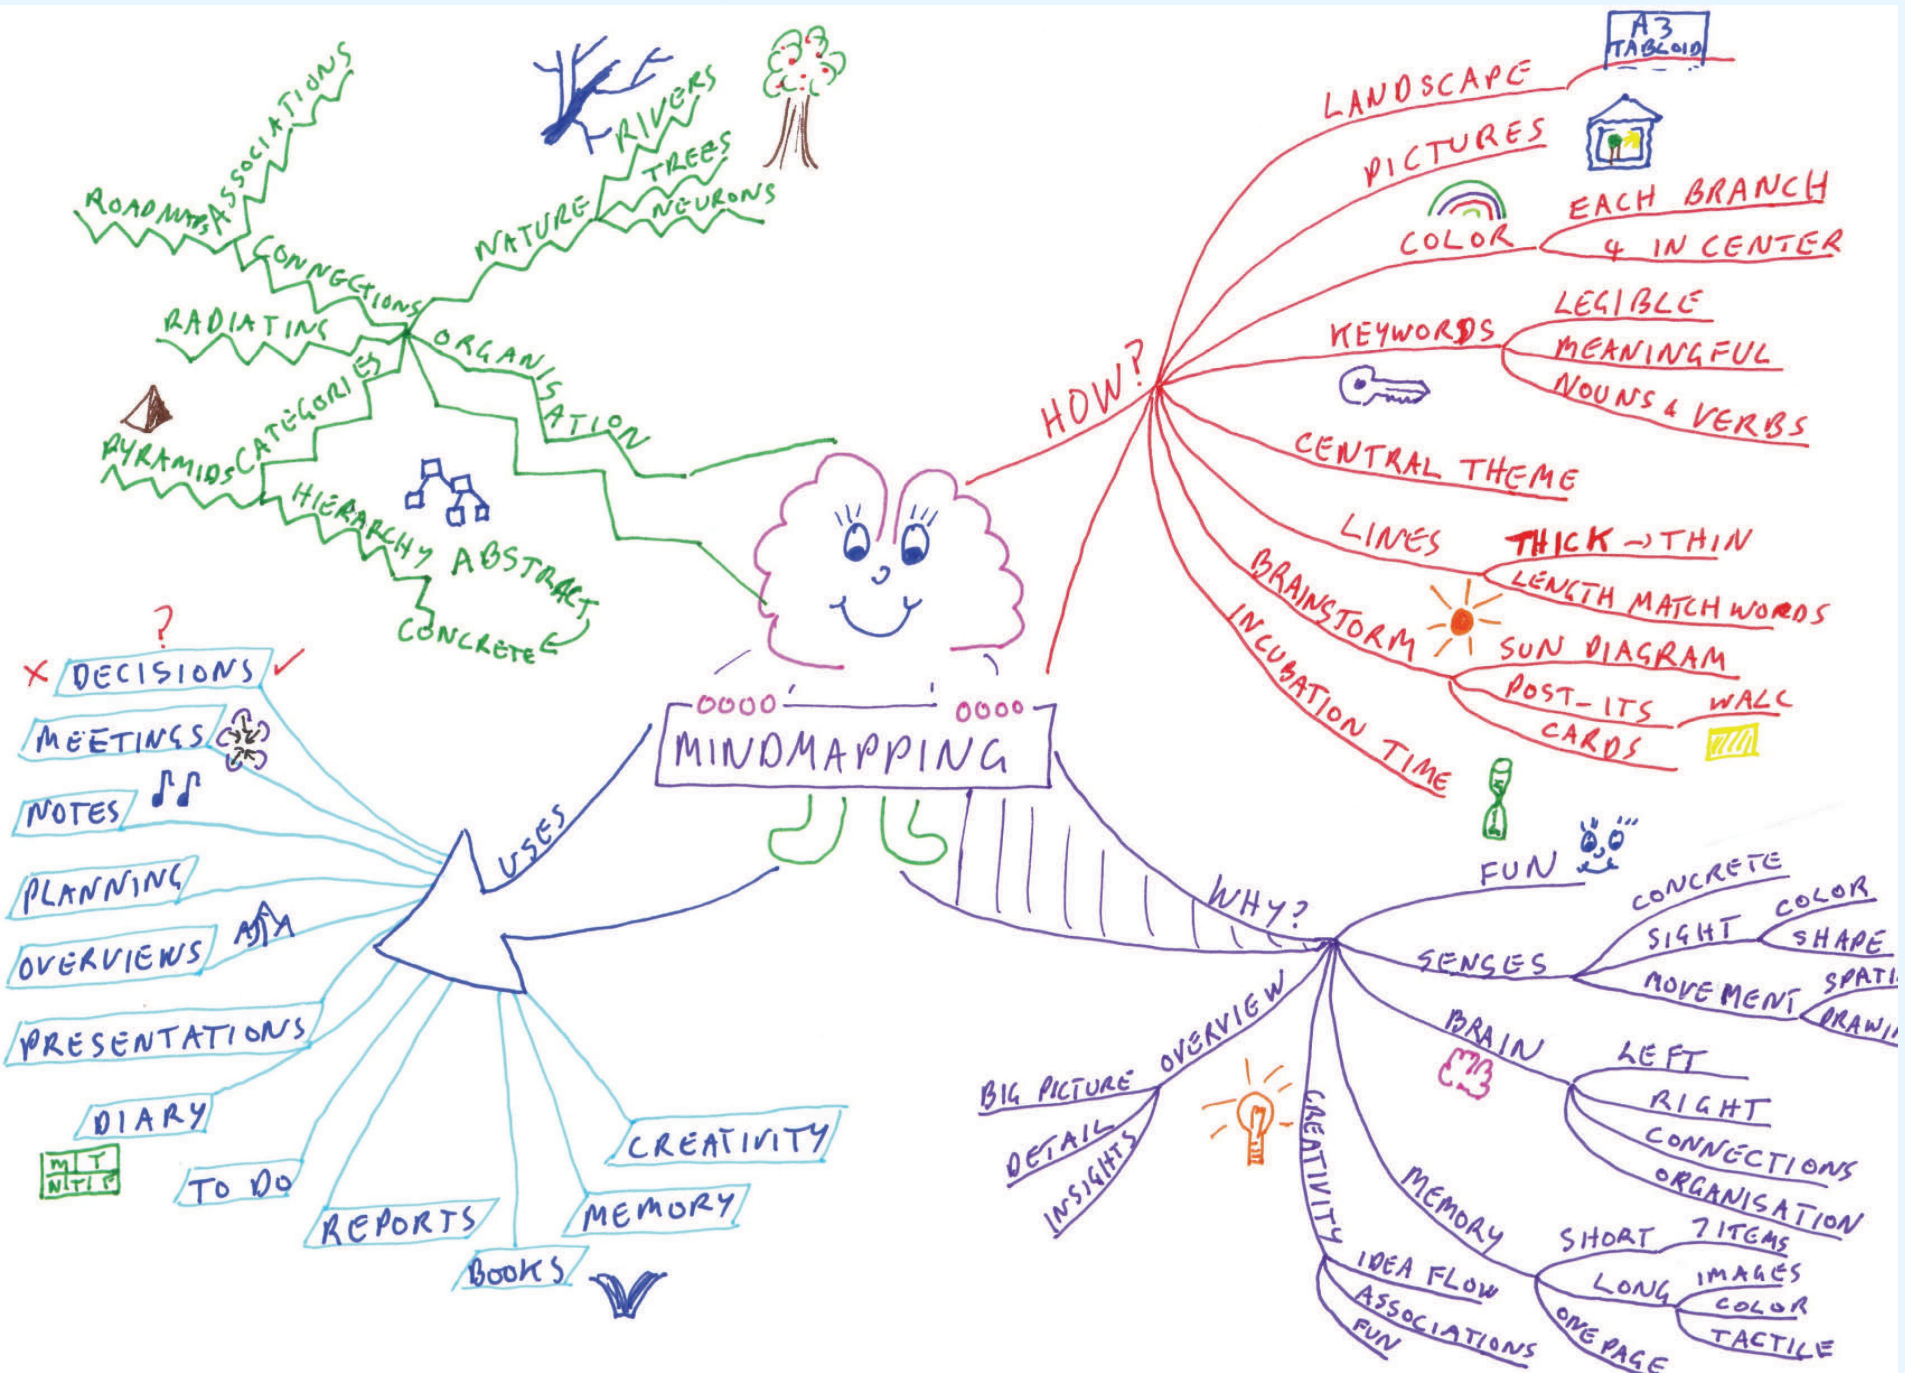 MINDMAPPING
ORGANISATION
NATURE
RIVERS
TREES
NEURONS
CONNECTIONS
ASSOCIATIONS
ROADMAPS
RADIATING
CATEGORIES
PYRAMIDS
HIERARCHY
ABSTRACT
CONCRETE
HOW?
LANDSCAPE
A3
TABLOID
PICTURES
COLOR
EACH BRANCH
4 IN CENTER
KEYWORDS
LEGIBLE
MEANINGFUL
NOUNS & VERBS
CENTRAL THEME
LINES
THICK → THIN
LENGTH MATCH WORDS
BRAINSTORM
SUN DIAGRAM
POST-ITS
WALL
CARDS
INCUBATION TIME
WHY?
FUN
SENSES
CONCRETE
SIGHT
COLOR
SHAPE
MOVEMENT
SPATI
DRAWIN
BRAIN
LEFT
RIGHT
CONNECTIONS
ORGANISATION
MEMORY
SHORT
7 ITEMS
LONG
IMAGES
COLOR
TACTILE
ONE PAGE
CREATIVITY
IDEA FLOW
ASSOCIATIONS
FUN
OVERVIEW
BIG PICTURE
DETAIL
INSIGHTS
USES
?
DECISIONS
MEETINGS
NOTES
PLANNING
OVERVIEWS
PRESENTATIONS
DIARY
M T
TO DO
REPORTS
BOOKS
MEMORY
CREATIVITY